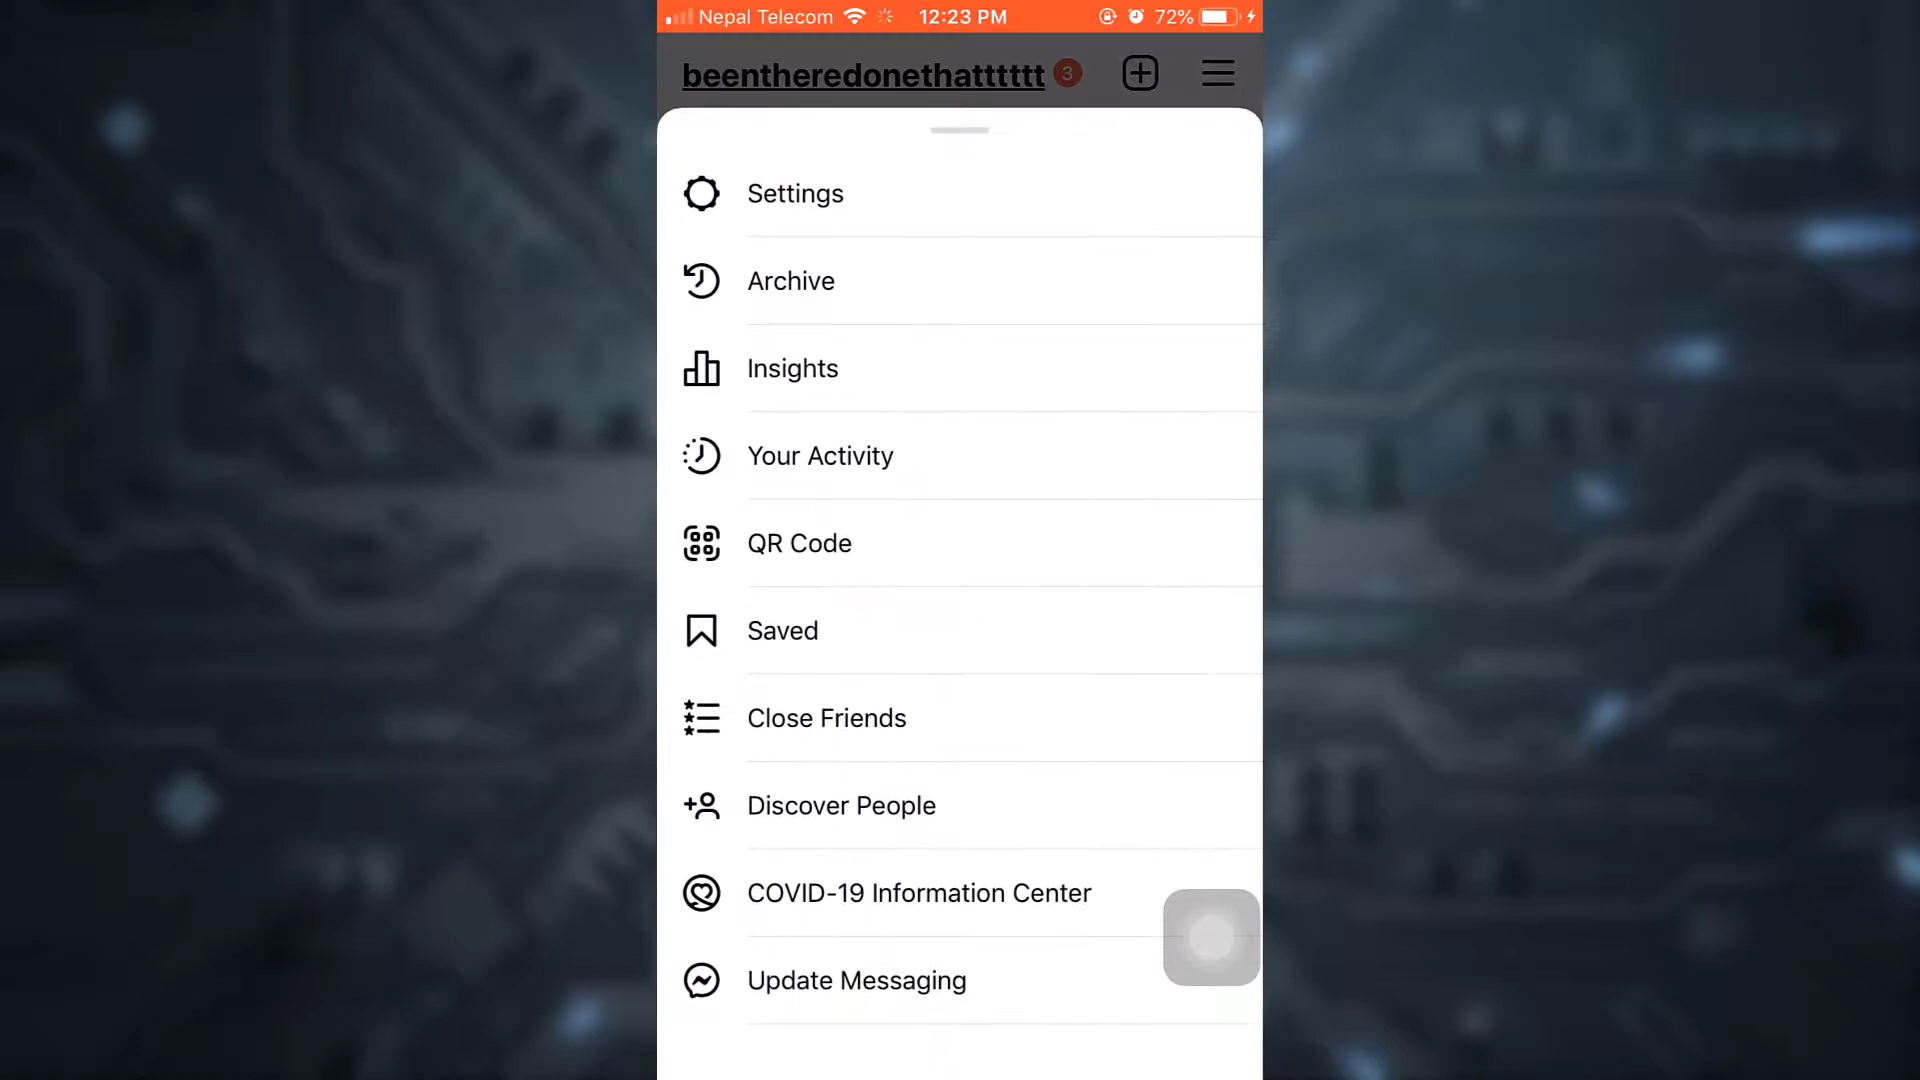 Nepal Telecom 12:23 PM 72%
beentheredonethatttttt 3
Settings
Archive
Insights
Your Activity
QR Code
Saved
Close Friends
Discover People
COVID-19 Information Center
Update Messaging